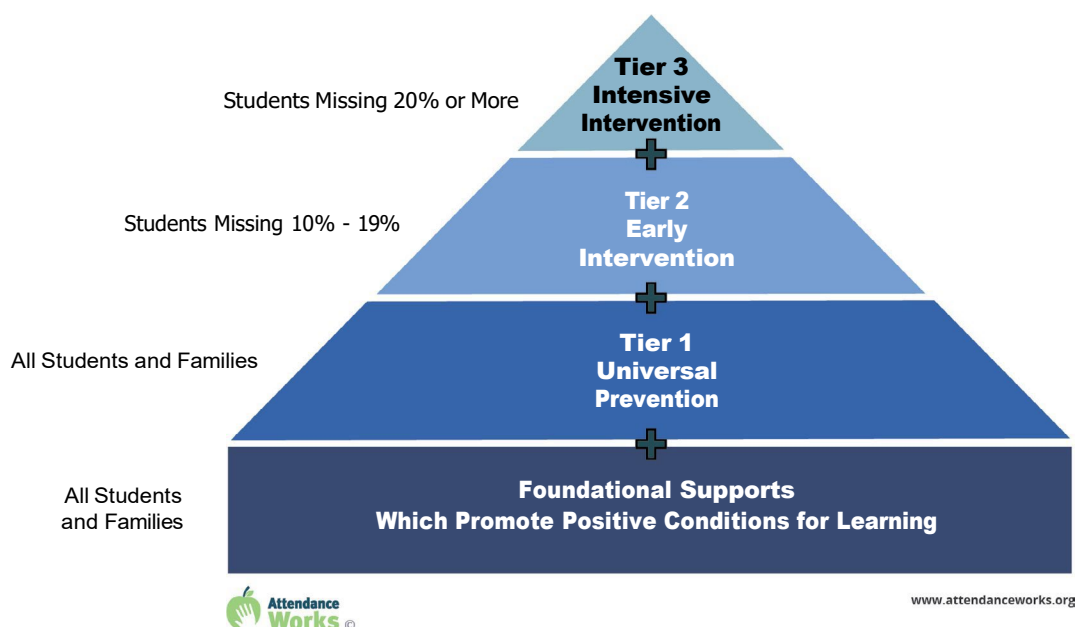 Tier 3
Intensive
Intervention
Students Missing 20% or More
Tier 2
Early
Intervention
Students Missing 10% - 19%
Tier 1
Universal
Prevention
All Students and Families
Foundational Supports
Which Promote Positive Conditions for Learning
All Students
and Families
Attendance
Works ©
www.attendanceworks.org